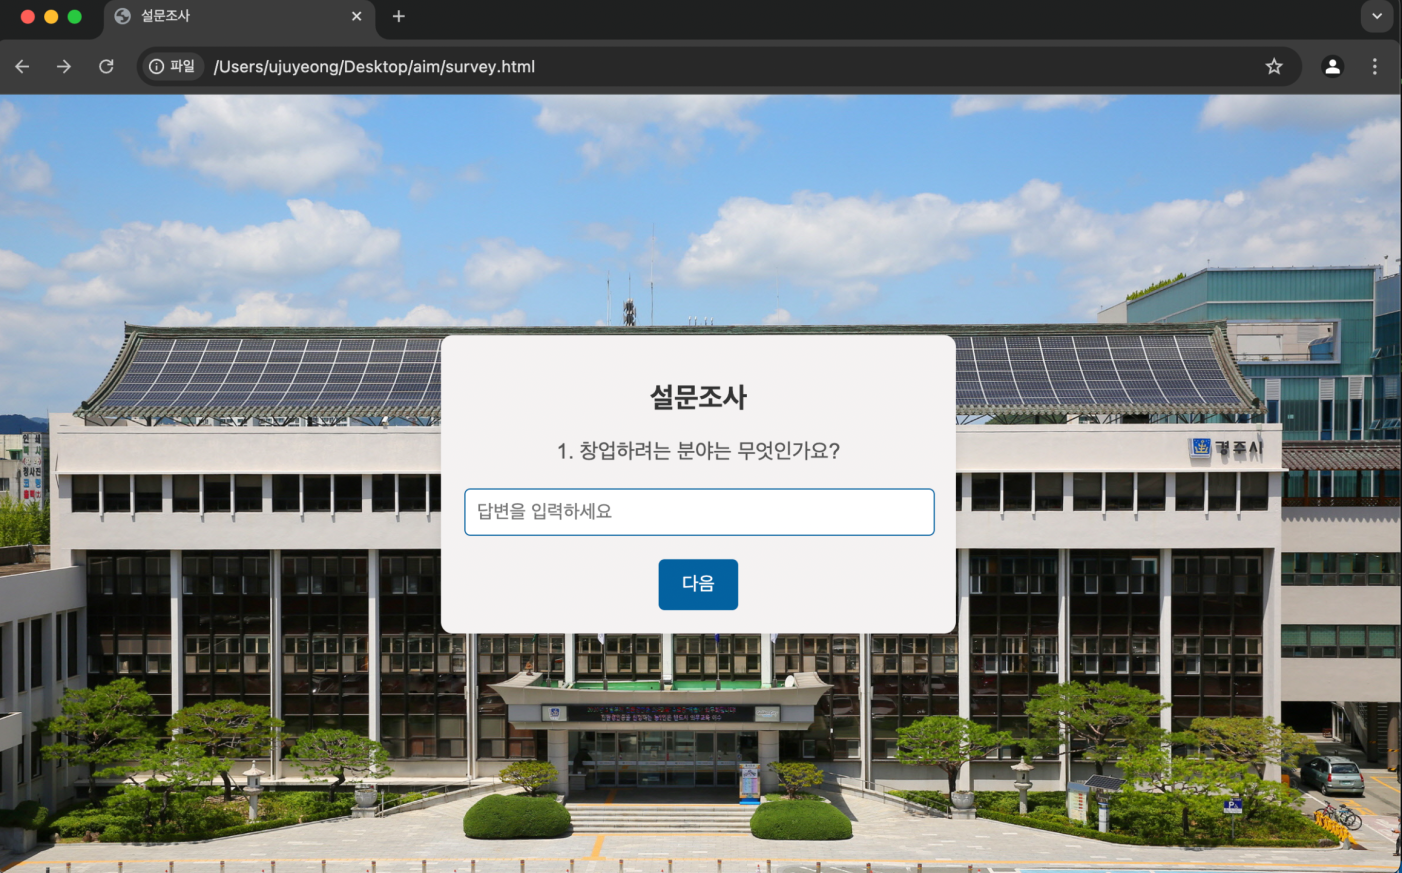 설문조사
파일
/Users/ujuyeong/Desktop/aim/survey.html
설문조사
1. 창업하려는 분야는 무엇인가요?
답변을 입력하세요
다음
경주시